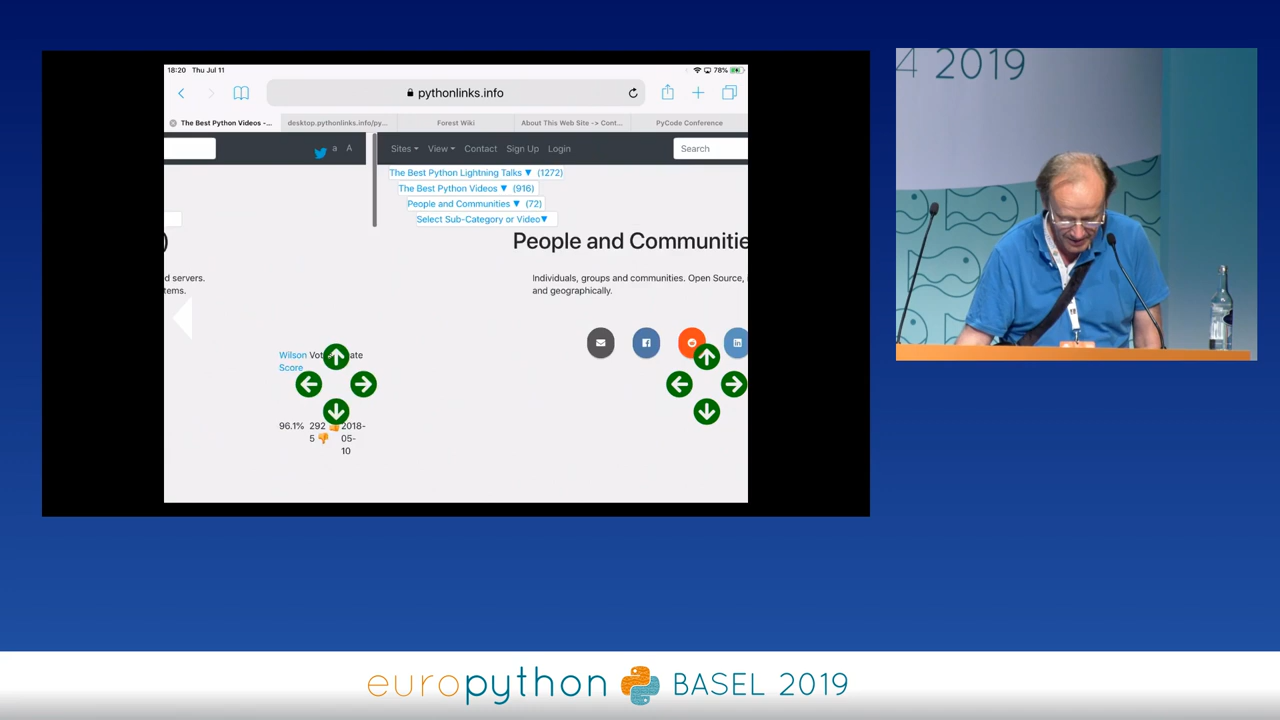 18:20 Thu Jul 11
78%
pythonlinks.info
The Best Python Videos -...
desktop.pythonlinks.info/py...
Forest Wiki
About This Web Site -> Cont...
PyCode Conference
a A
Sites View Contact Sign Up Login
Search
The Best Python Lightning Talks ▼ (1272)
The Best Python Videos ▼ (916)
People and Communities ▼ (72)
Select Sub-Category or Video▼
)
People and Communitie
d servers.
tems.
Individuals, groups and communities. Open Source,
and geographically.
Wilson
Score
96.1%
292
5
2018-
05-
10
4 2019
europython BASEL 2019